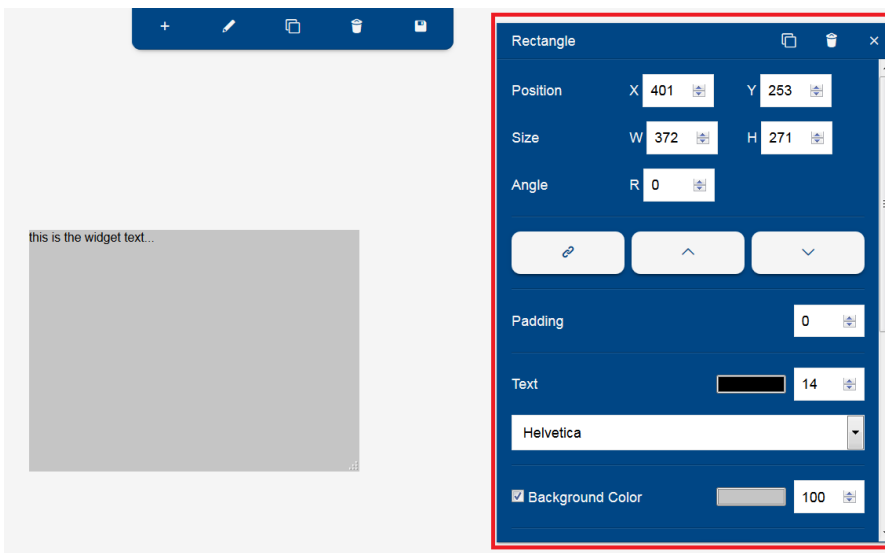 Rectangle
Position X 401 Y 253
Size W 372 H 271
Angle R 0
this is the widget text...
Padding 0
Text 14
Helvetica
Background Color 100